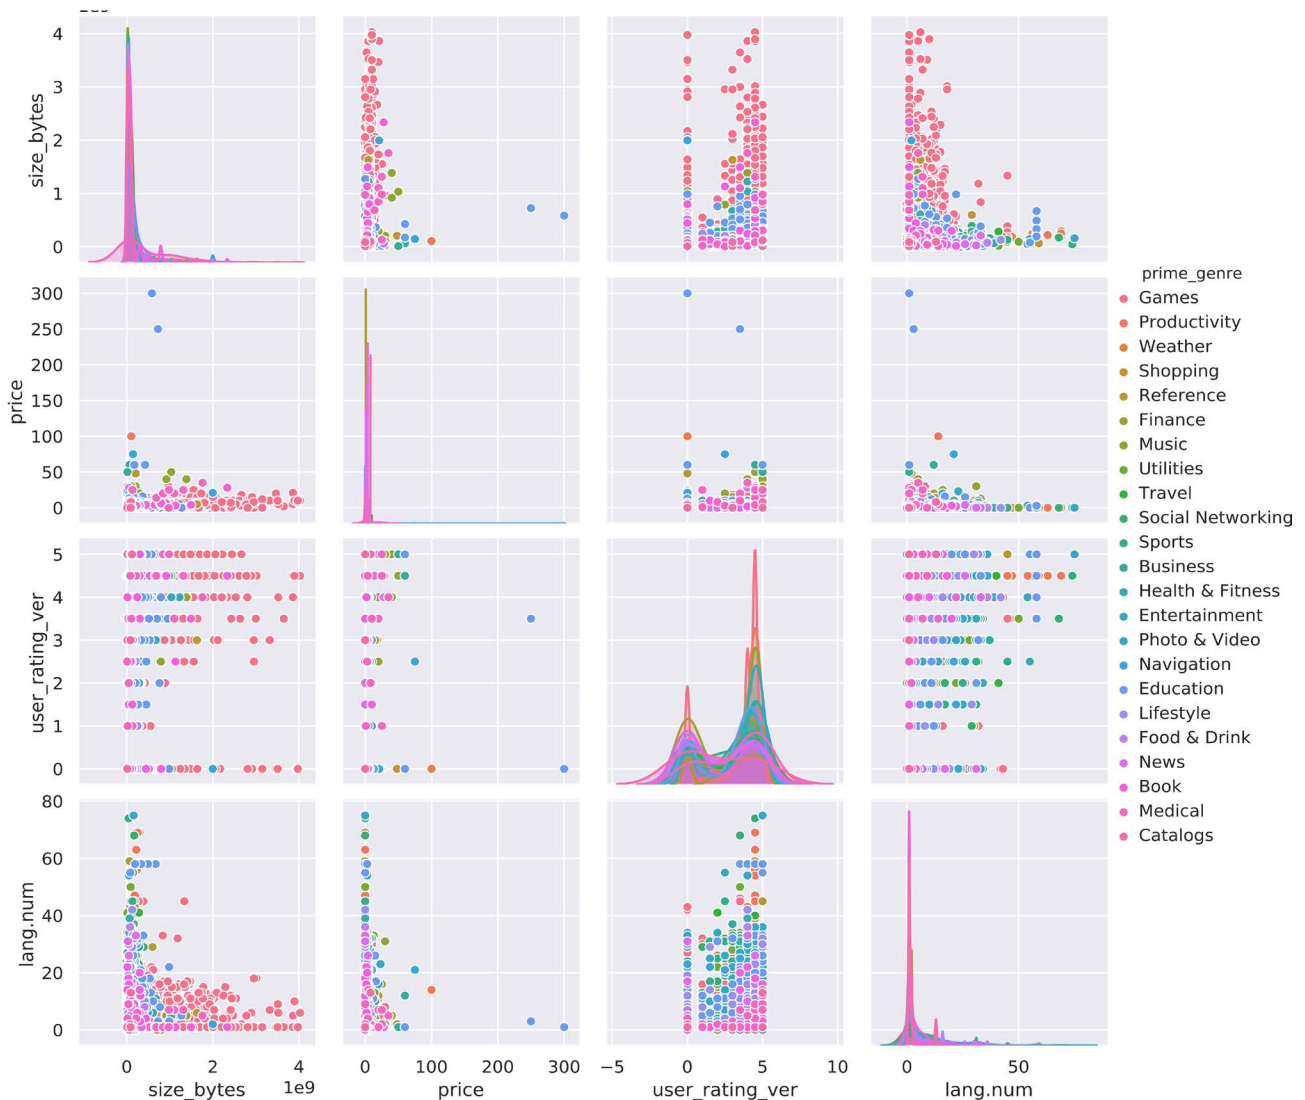 4
3
2
1
0
size_bytes
300
250
200
150
100
50
0
price
prime_genre
Games
Productivity
Weather
Shopping
Reference
Finance
Music
Utilities
Travel
Social Networking
Sports
Business
Health & Fitness
Entertainment
Photo & Video
Navigation
Education
Lifestyle
Food & Drink
News
Book
Medical
Catalogs
5
4
3
2
1
0
user_rating_ver
80
60
40
20
0
lang.num
0 2 4
1e9
size_bytes
0 100 200 300
price
−5 0 5 10
user_rating_ver
0 50
lang.num